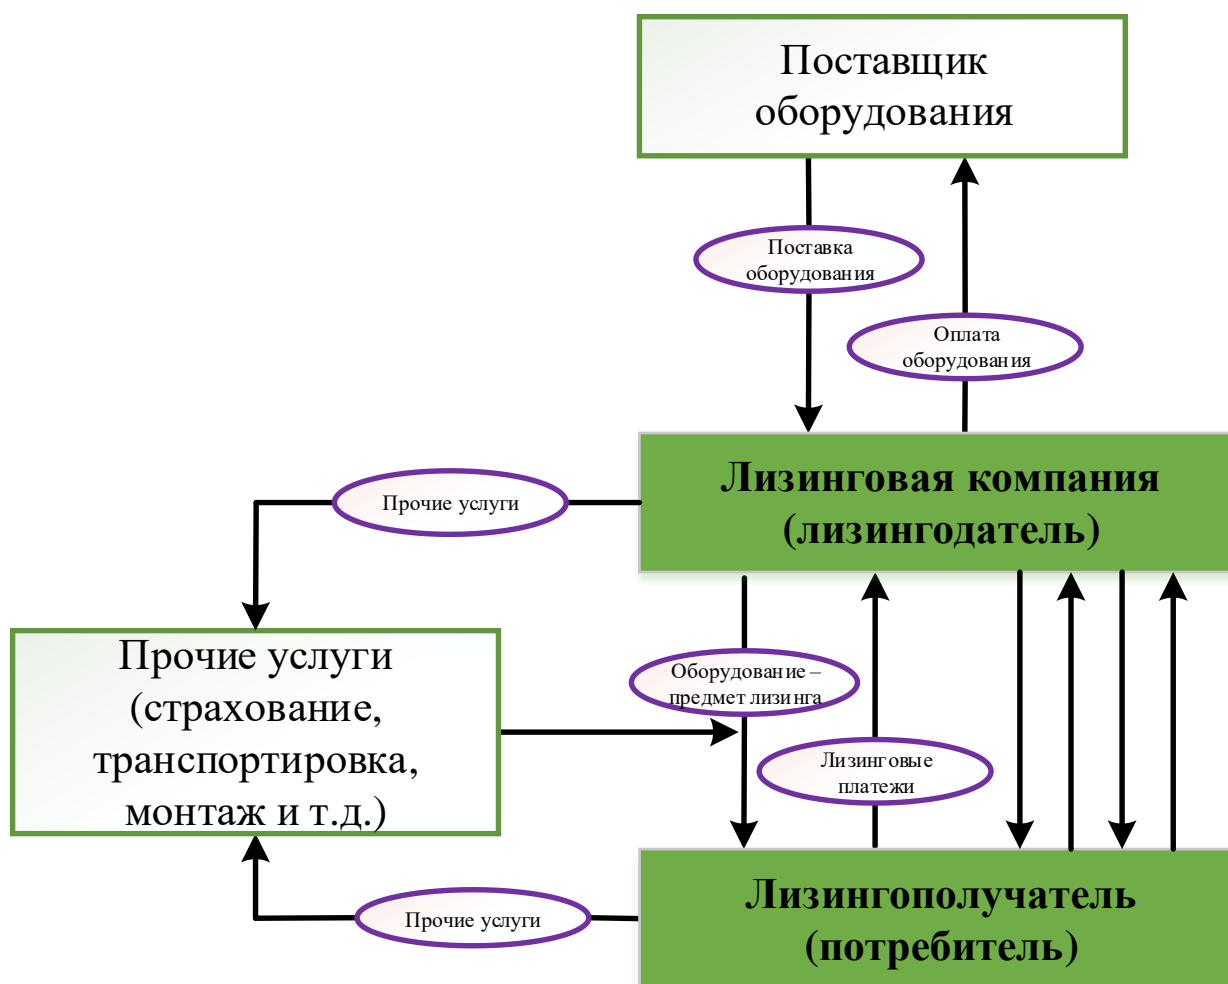 Поставщик
оборудования
Поставка
оборудования
Оплата
оборудования
Лизинговая компания
(лизингодатель)
Прочие услуги
Прочие услуги
(страхование,
транспортировка,
монтаж и т.д.)
Оборудование –
предмет лизинга
Лизинговые
платежи
Прочие услуги
Лизингополучатель
(потребитель)